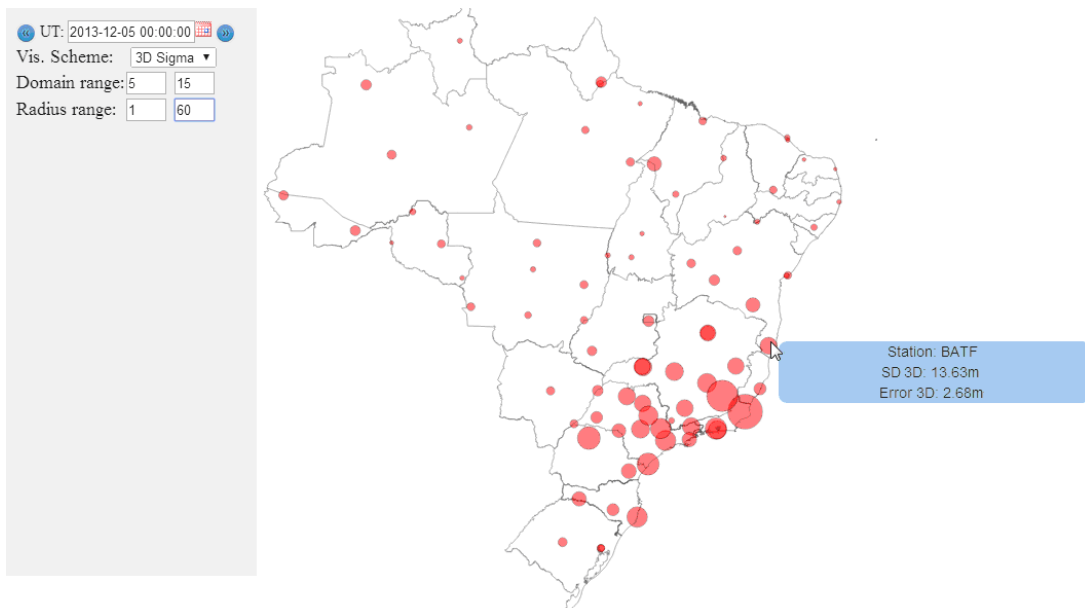 UT: 2013-12-05 00:00:00
Vis. Scheme: 3D Sigma
Domain range: 5 15
Radius range: 1 60
Station: BATF
SD 3D: 13.63m
Error 3D: 2.68m